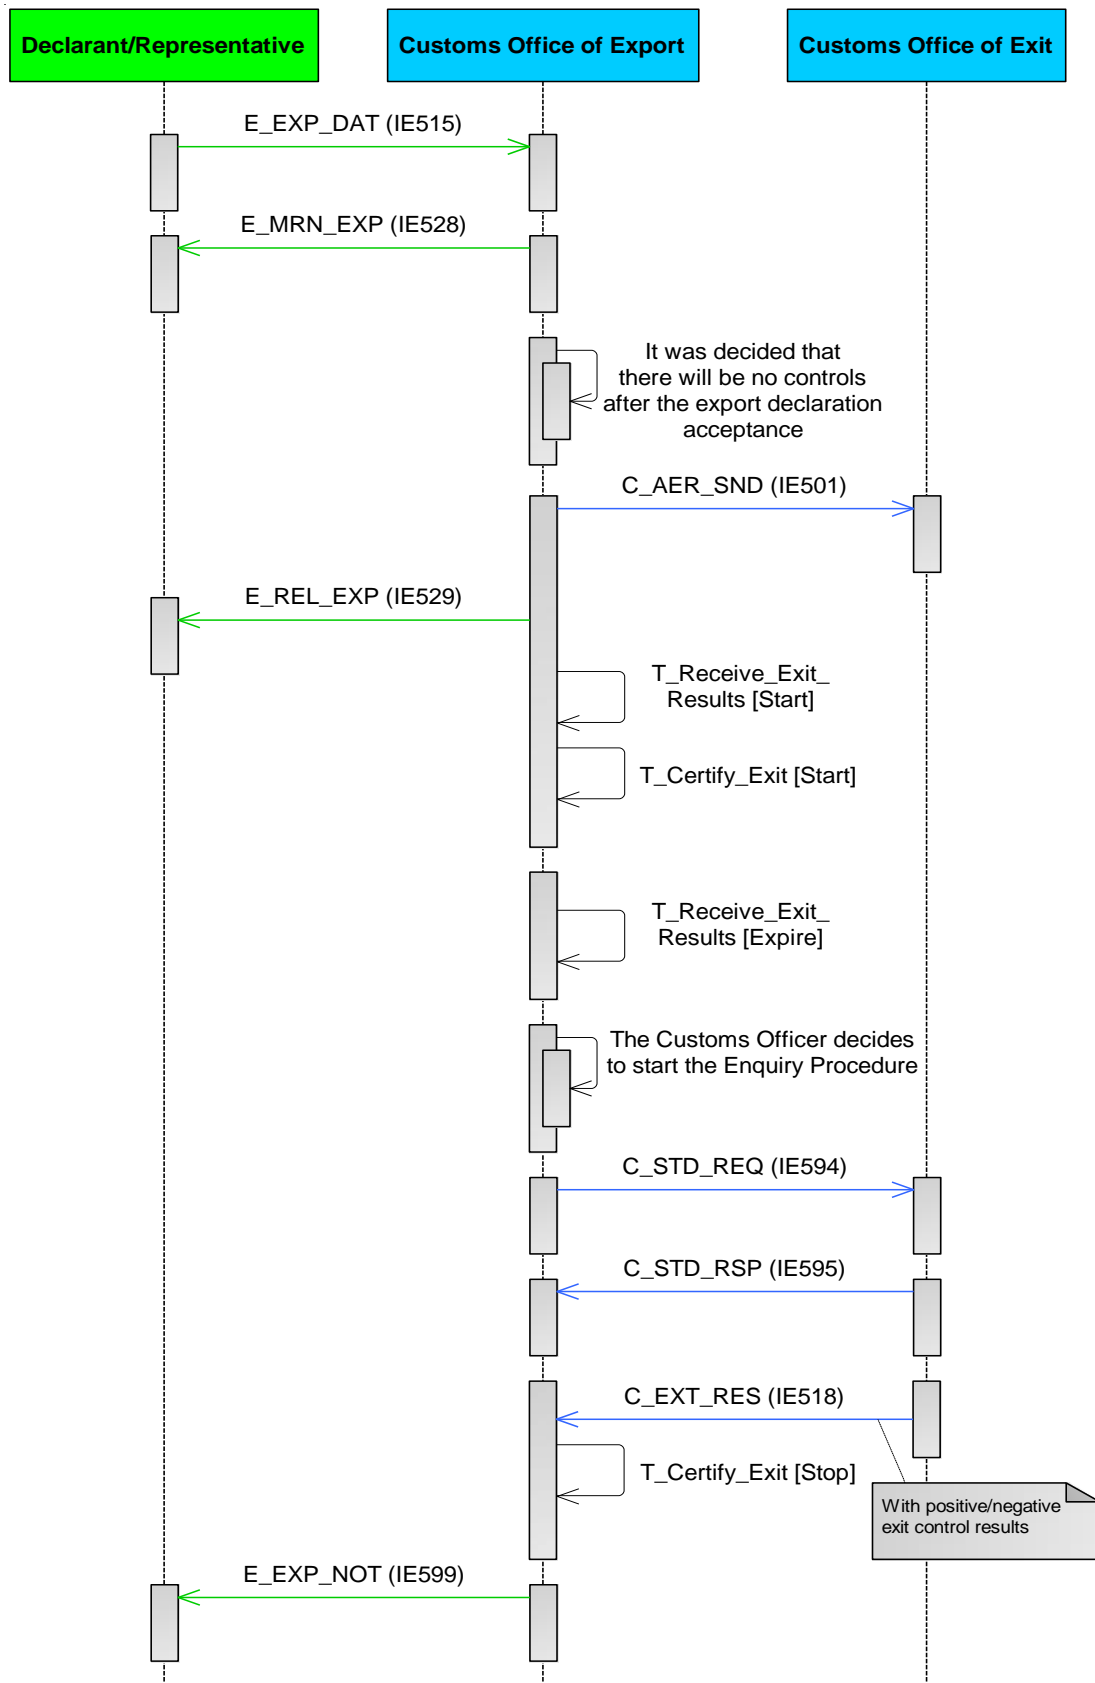 Declarant/Representative
Customs Office of Export
Customs Office of Exit
E_EXP_DAT (IE515)
E_MRN_EXP (IE528)
It was decided that
there will be no controls
after the export declaration
acceptance
C_AER_SND (IE501)
E_REL_EXP (IE529)
T_Receive_Exit_
Results [Start]
T_Certify_Exit [Start]
T_Receive_Exit_
Results [Expire]
The Customs Officer decides
to start the Enquiry Procedure
C_STD_REQ (IE594)
C_STD_RSP (IE595)
C_EXT_RES (IE518)
T_Certify_Exit [Stop]
With positive/negative
exit control results
E_EXP_NOT (IE599)